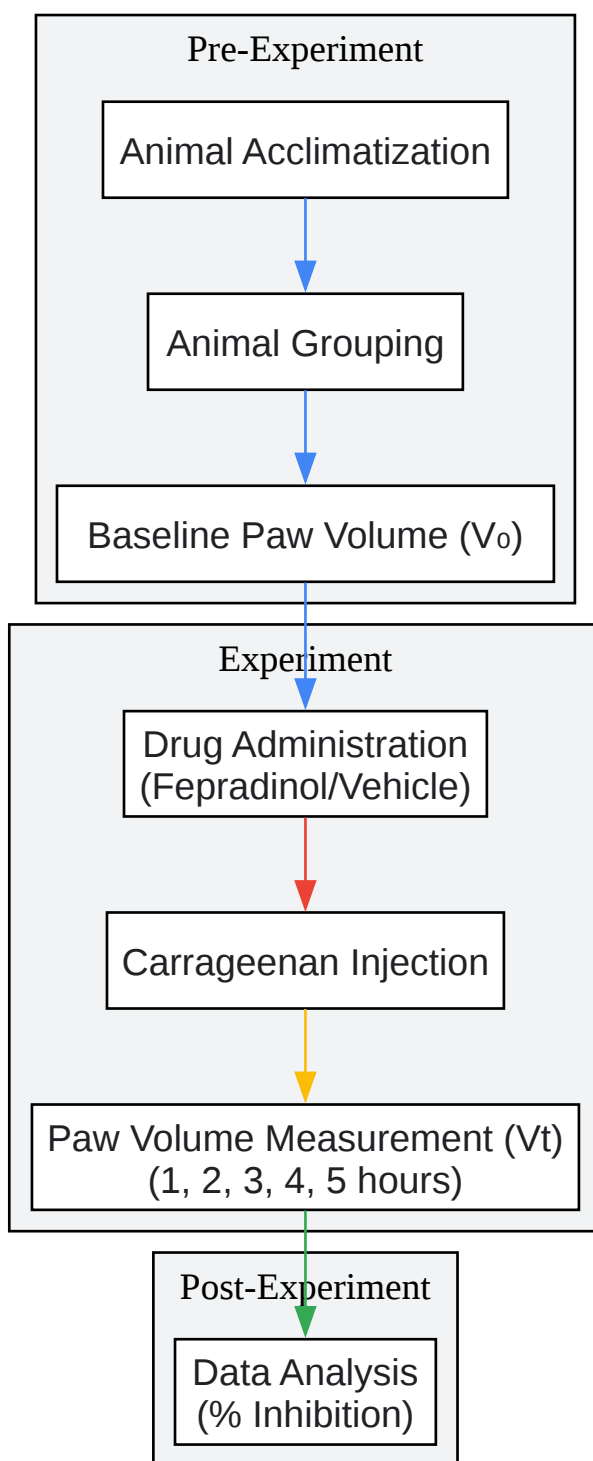 Pre-Experiment
Animal Acclimatization
Animal Grouping
Baseline Paw Volume (V₀)
Experiment
Drug Administration
(Fepradinol/Vehicle)
Carrageenan Injection
Paw Volume Measurement (Vt)
(1, 2, 3, 4, 5 hours)
Post-Experiment
Data Analysis
(% Inhibition)